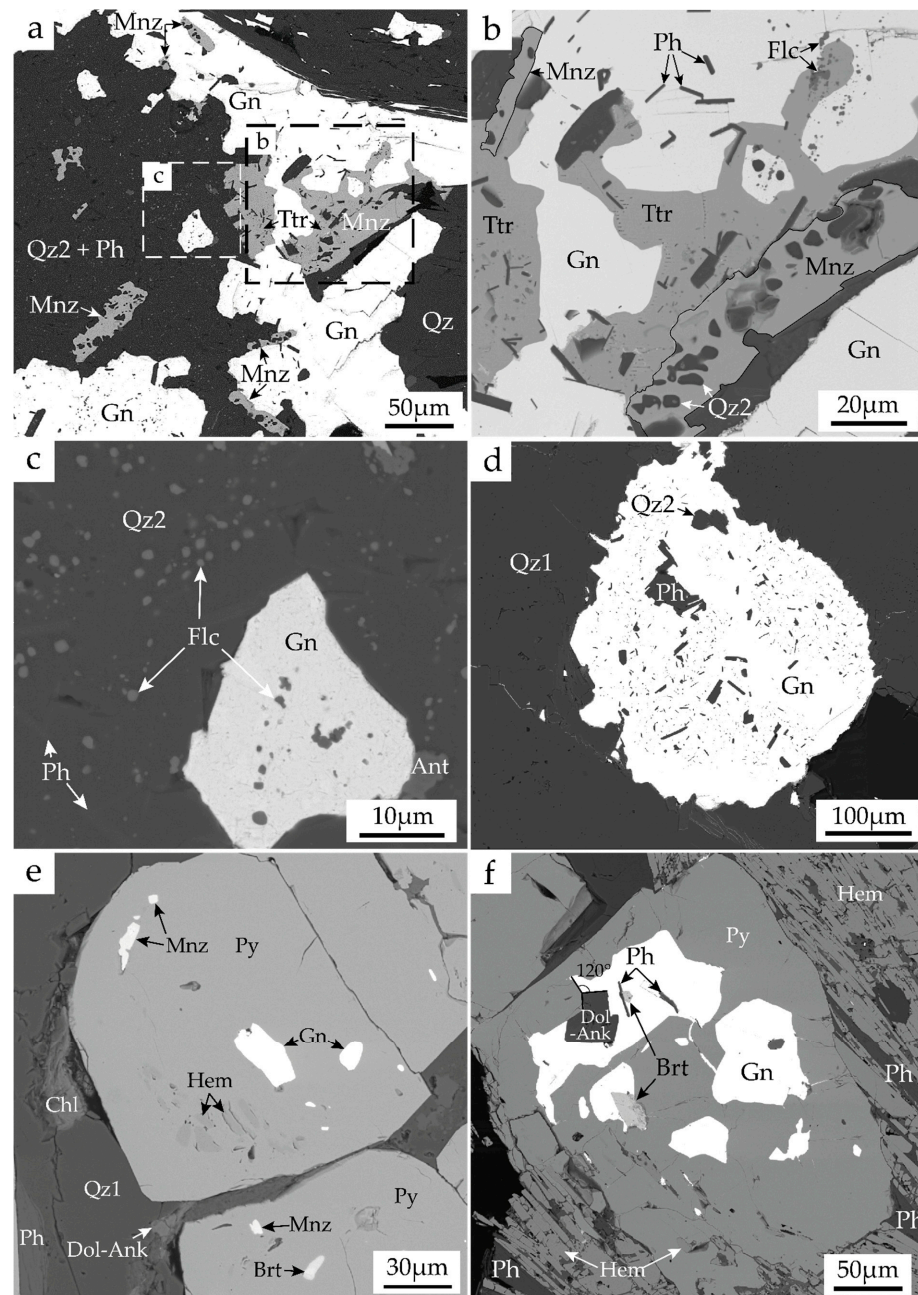 a
Mnz
Gn
b
c
Ttr
Mnz
Qz2 + Ph
Mnz
Gn
Qz
Mnz
Gn
50µm
b
Ph
Flc
Mnz
Ttr
Ttr
Gn
Mnz
Gn
Qz2
20µm
c
Qz2
Flc
Gn
Ph
Ant
10µm
d
Qz2
Qz1
Ph
Gn
100µm
e
Mnz
Py
Gn
Hem
Chl
Qz1
Py
Ph
Mnz
Dol-Ank
Brt
30µm
f
Hem
Py
Ph
120°
Dol
-Ank
Gn
Brt
Ph
Ph
Ph
Hem
50µm